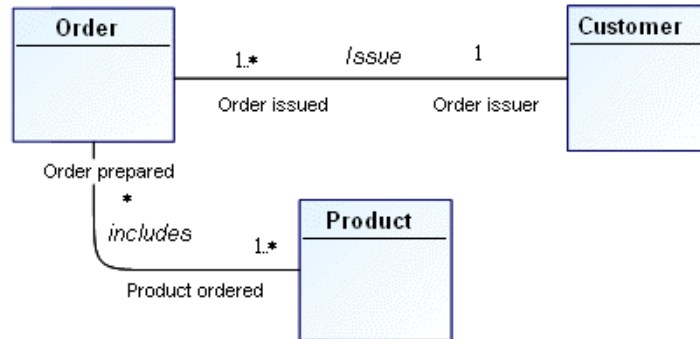 Order
Customer
1..*
Issue
1
Order issued
Order issuer
Order prepared
*
Product
includes
1..*
Product ordered